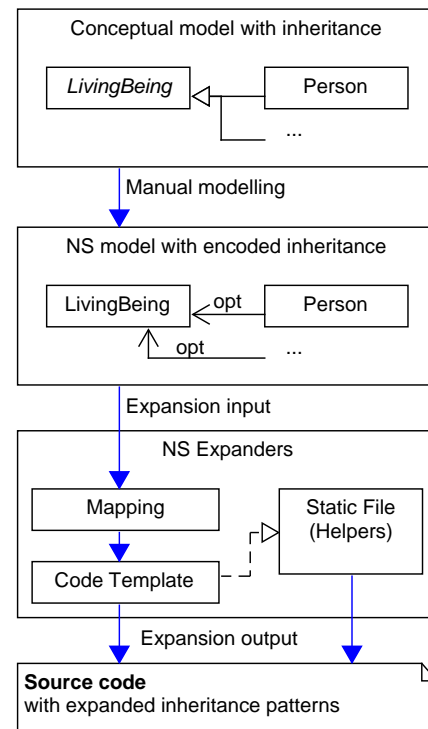 Conceptual model with inheritance
LivingBeing
Person
...
Manual modelling
NS model with encoded inheritance
LivingBeing
opt
Person
opt
...
Expansion input
NS Expanders
Mapping
Static File
(Helpers)
Code Template
Expansion output
Source code
with expanded inheritance patterns